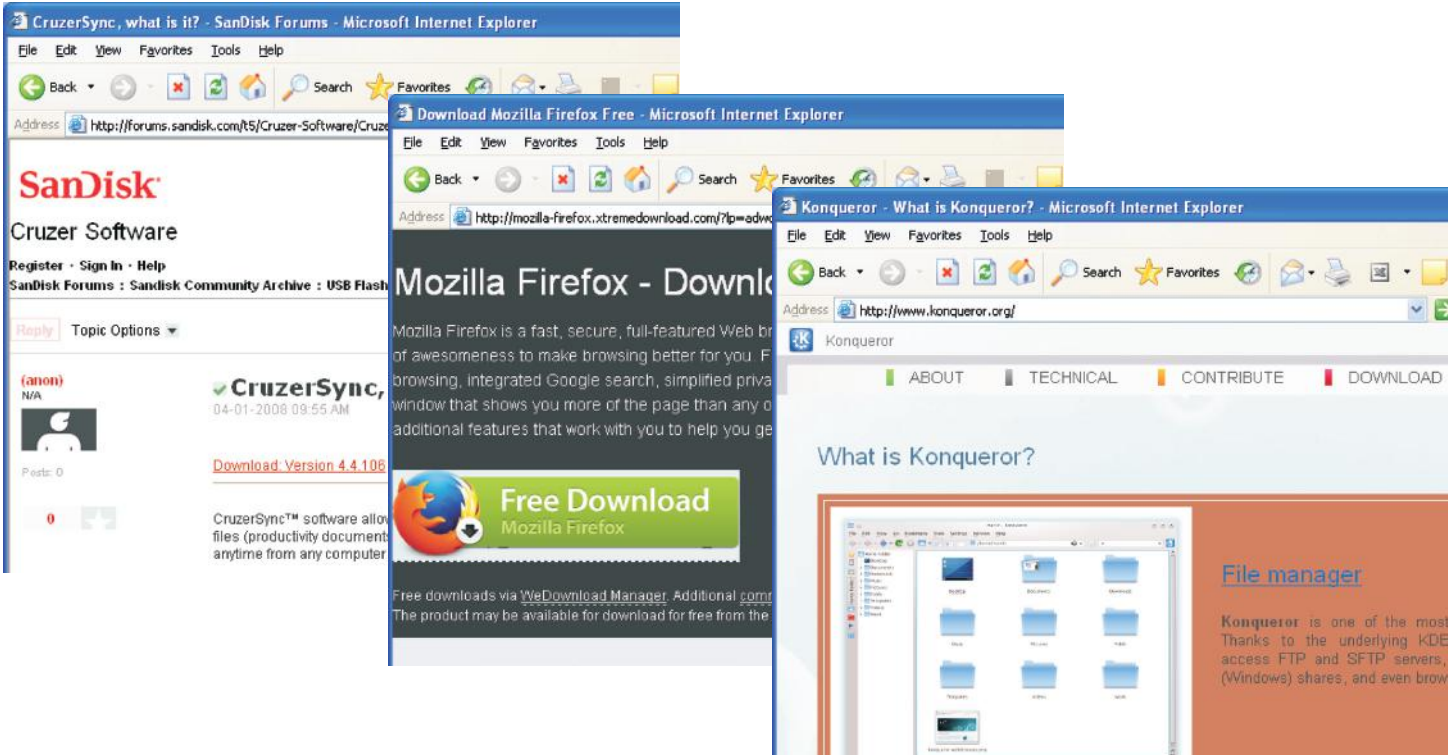 CruzerSync, what is it? - SanDisk Forums - Microsoft Internet Explorer
File Edit View Favorites Tools Help
Back Search Favorites
Address http://forums.sandisk.com/t5/Cruzer-Software/Cruze
SanDisk
Cruzer Software
Register · Sign In · Help
SanDisk Forums : Sandisk Community Archive : USB Flash
Reply Topic Options
(anon)
N/A
Posts: 0
0
CruzerSync,
04-01-2008 09:55 AM
Download: Version 4.4.106
CruzerSync™ software allow
files (productivity document
anytime from any computer
Download Mozilla Firefox Free - Microsoft Internet Explorer
File Edit View Favorites Tools Help
Back Search Favorites
Address http://mozilla-firefox.xtremedownload.com/?lp=adwo
Mozilla Firefox - Downlo
Mozilla Firefox is a fast, secure, full-featured Web br
of awesomeness to make browsing better for you. F
browsing, integrated Google search, simplified priva
window that shows you more of the page than any o
additional features that work with you to help you ge
Free Download
Mozilla Firefox
Free downloads via WeDownload Manager. Additional comm
The product may be available for download for free from the
Konqueror - What is Konqueror? - Microsoft Internet Explorer
File Edit View Favorites Tools Help
Back Search Favorites
Address http://www.konqueror.org/
Konqueror
ABOUT TECHNICAL CONTRIBUTE DOWNLOAD
What is Konqueror?
File manager
Konqueror is one of the most
Thanks to the underlying KDE
access FTP and SFTP servers,
(Windows) shares, and even brow